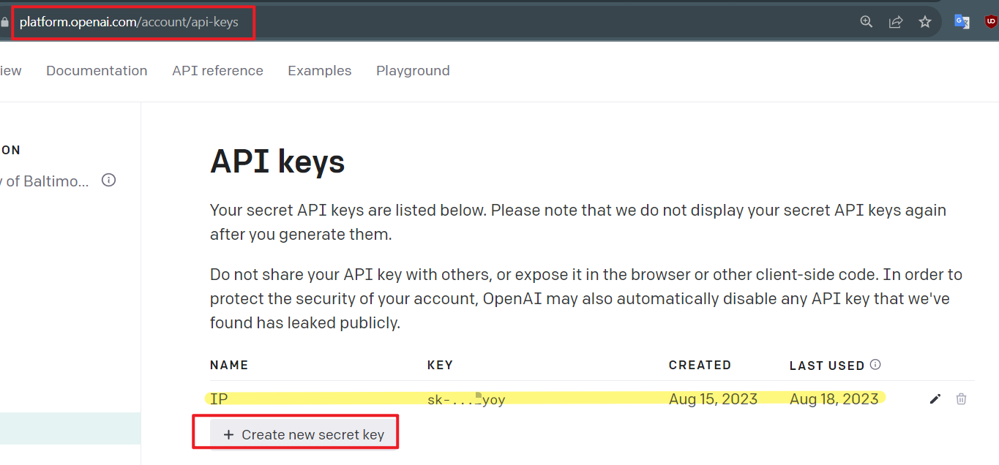 platform.openai.com/account/api-keys
iew Documentation API reference Examples Playground
ON
y of Baltimo...
API keys
Your secret API keys are listed below. Please note that we do not display your secret API keys again
after you generate them.
Do not share your API key with others, or expose it in the browser or other client-side code. In order to
protect the security of your account, OpenAI may also automatically disable any API key that we've
found has leaked publicly.
NAME KEY CREATED LAST USED
IP sk-... yoy Aug 15, 2023 Aug 18, 2023
+ Create new secret key